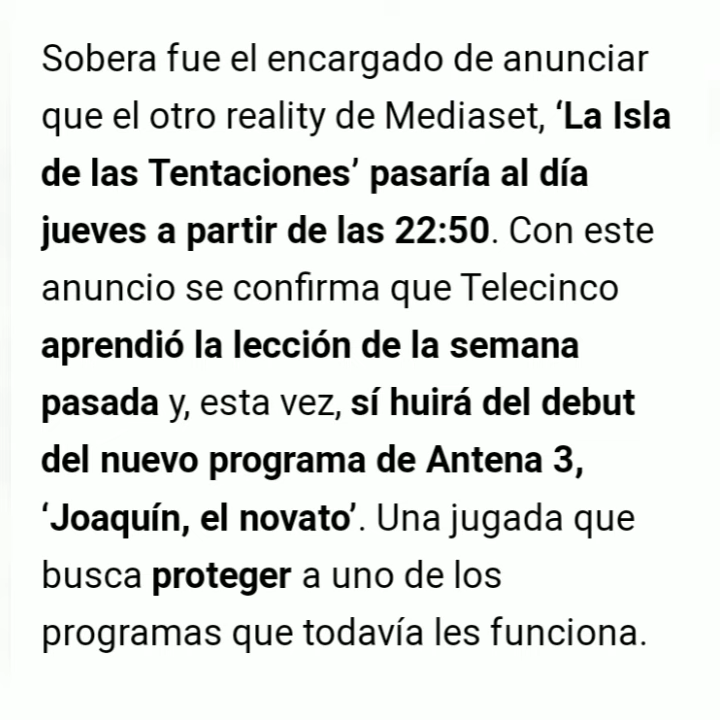 Sobera fue el encargado de anunciar
que el otro reality de Mediaset, ‘La Isla
de las Tentaciones’ pasaría al día
jueves a partir de las 22:50. Con este
anuncio se confirma que Telecinco
aprendió la lección de la semana
pasada y, esta vez, sí huirá del debut
del nuevo programa de Antena 3,
‘Joaquín, el novato’. Una jugada que
busca proteger a uno de los
programas que todavía les funciona.